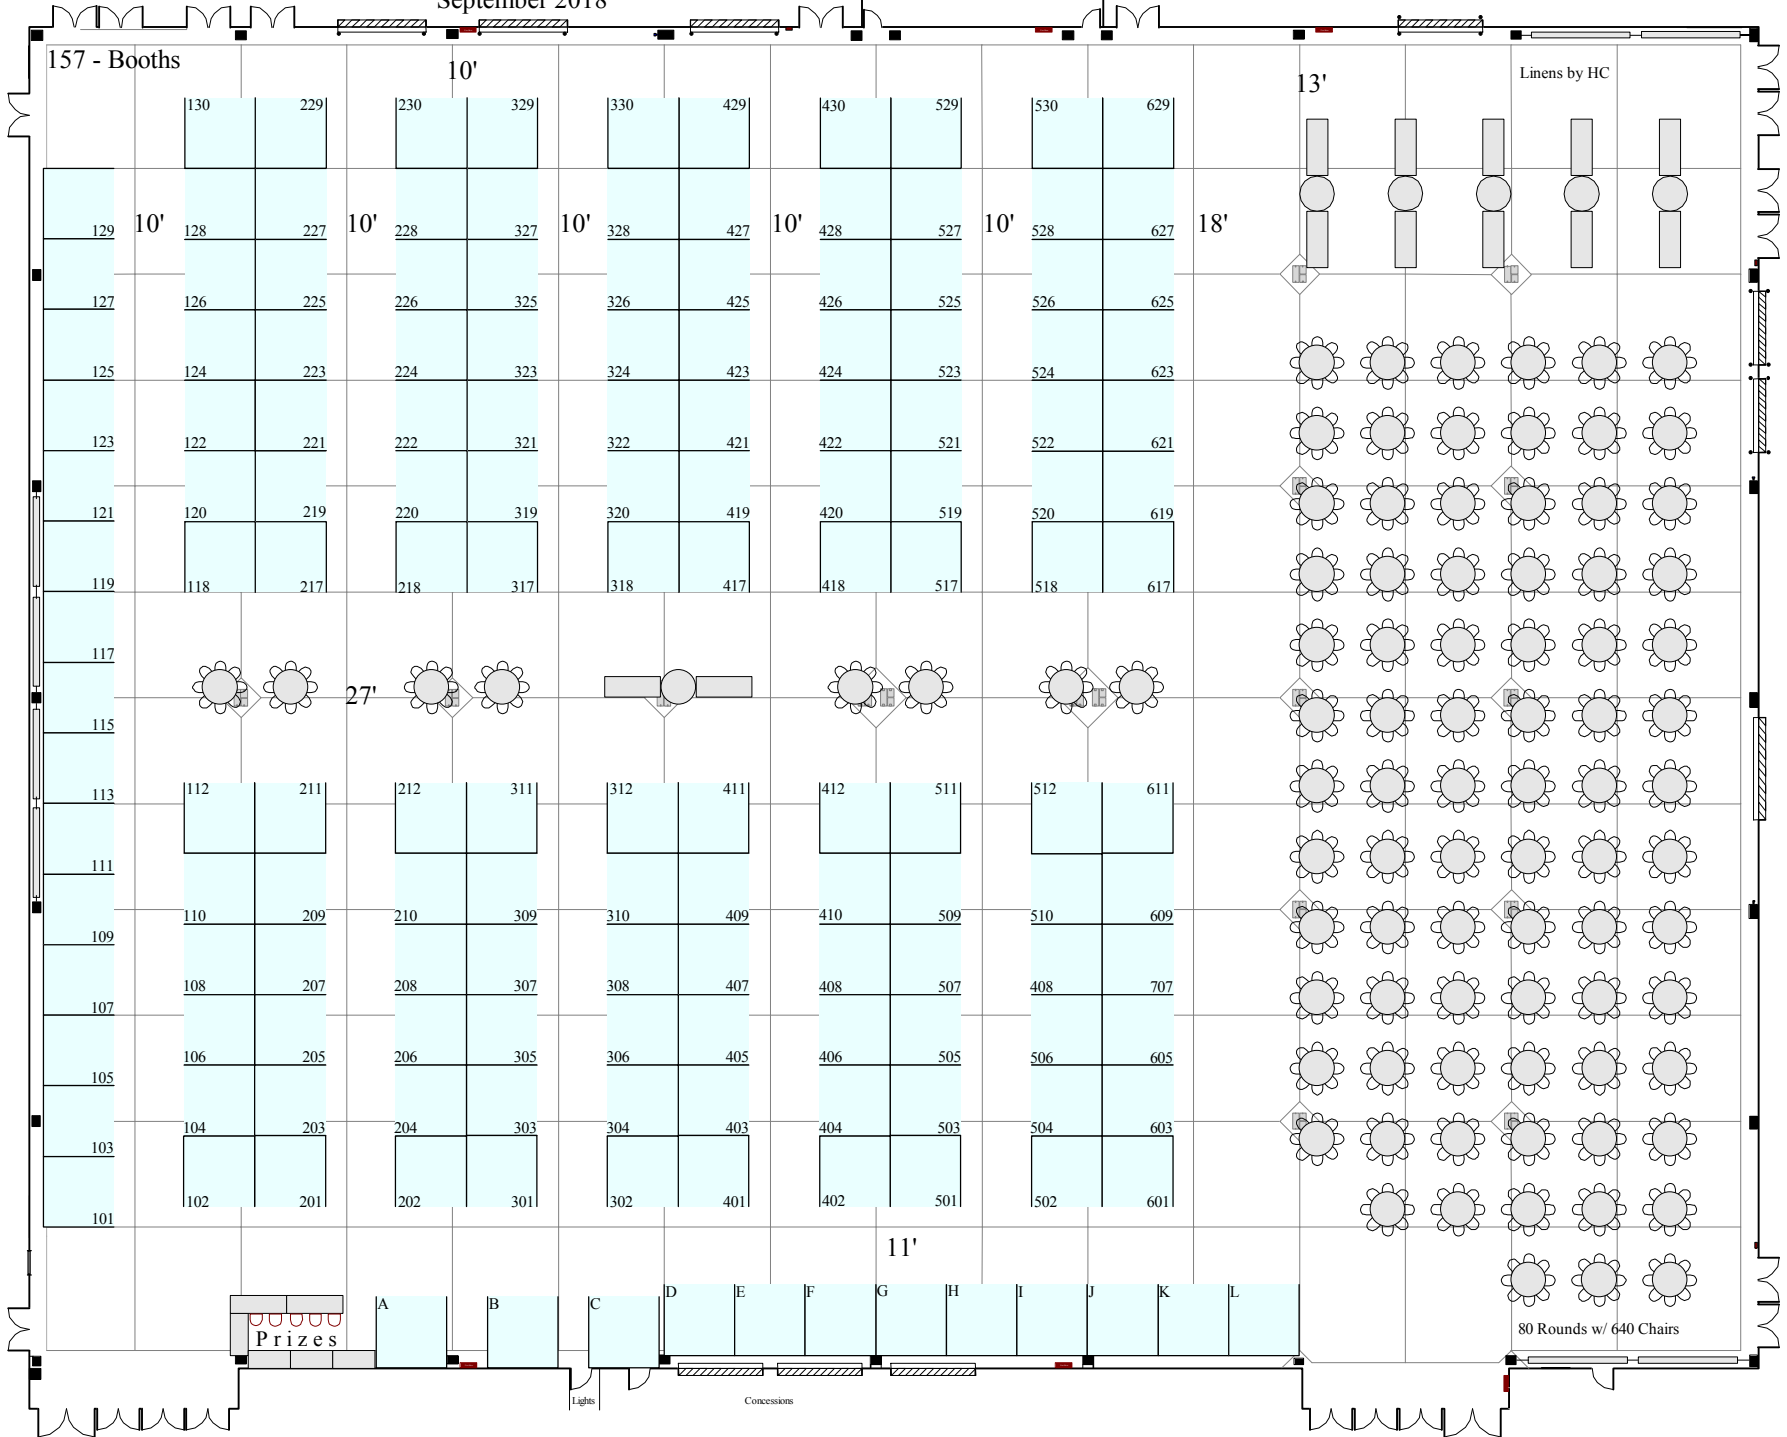 September 2018
157 - Booths
10'
13'
Linens by HC
130 229 230 329 330 429 430 529 530 629
129 10' 128 227 10' 228 327 10' 328 427 10' 428 527 10' 528 627 18'
127 126 225 226 325 326 425 426 525 526 625
125 124 223 224 323 324 423 424 523 524 623
123 122 221 222 321 322 421 422 521 522 621
121 120 219 220 319 320 419 420 519 520 619
119 118 217 218 317 318 417 418 517 518 617
117
27'
115
113 112 211 212 311 312 411 412 511 512 611
111
110 209 210 309 310 409 410 509 510 609
109
108 207 208 307 308 407 408 507 408 707
107
106 205 206 305 306 405 406 505 506 605
105
104 203 204 303 304 403 404 503 504 603
103
102 201 202 301 302 401 402 501 502 601
101
11'
A B C D E F G H I J K L
Prizes
80 Rounds w/ 640 Chairs
Lights
Concessions